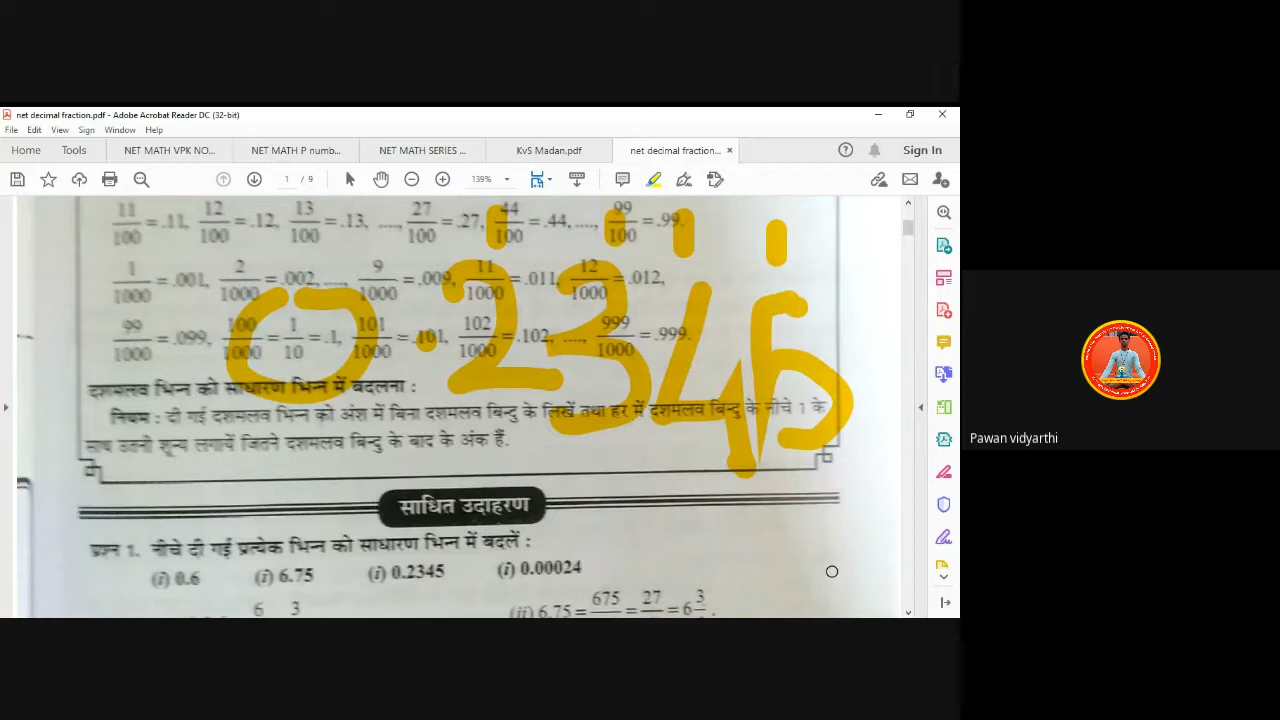 net decimal fraction.pdf - Adobe Acrobat Reader DC (32-bit)
File Edit View Sign Window Help
Home Tools NET MATH VPK NO... NET MATH P numb... NET MATH SERIES ... KvS Madan.pdf net decimal fraction... × Sign In
1 / 9 139%
11/100 = .11, 12/100 = .12, 13/100 = .13, ...., 27/100 = .27, 44/100 = .44, ...., 99/100 = .99.
1/1000 = .001, 2/1000 = .002, ...., 9/1000 = .009, 11/1000 = .011, 12/1000 = .012,
99/1000 = .099, 100/1000 = 1/10 = .1, 101/1000 = .101, 102/1000 = .102, ...., 999/1000 = .999.
0.2345
दशमलव भिन्न को साधारण भिन्न में बदलना :
नियम : दी गई दशमलव भिन्न को अंश में बिना दशमलव बिन्दु के लिखें तथा हर में दशमलव बिन्दु के नीचे 1 के
साथ उतनी शून्य लगायें जितने दशमलव बिन्दु के बाद के अंक हैं.
साधित उदाहरण
प्रश्न 1. नीचे दी गई प्रत्येक भिन्न को साधारण भिन्न में बदलें :
(i) 0.6 (i) 6.75 (i) 0.2345 (i) 0.00024
6 3 (ii) 6.75 = 675 = 27 = 6 3
Pawan vidyarthi